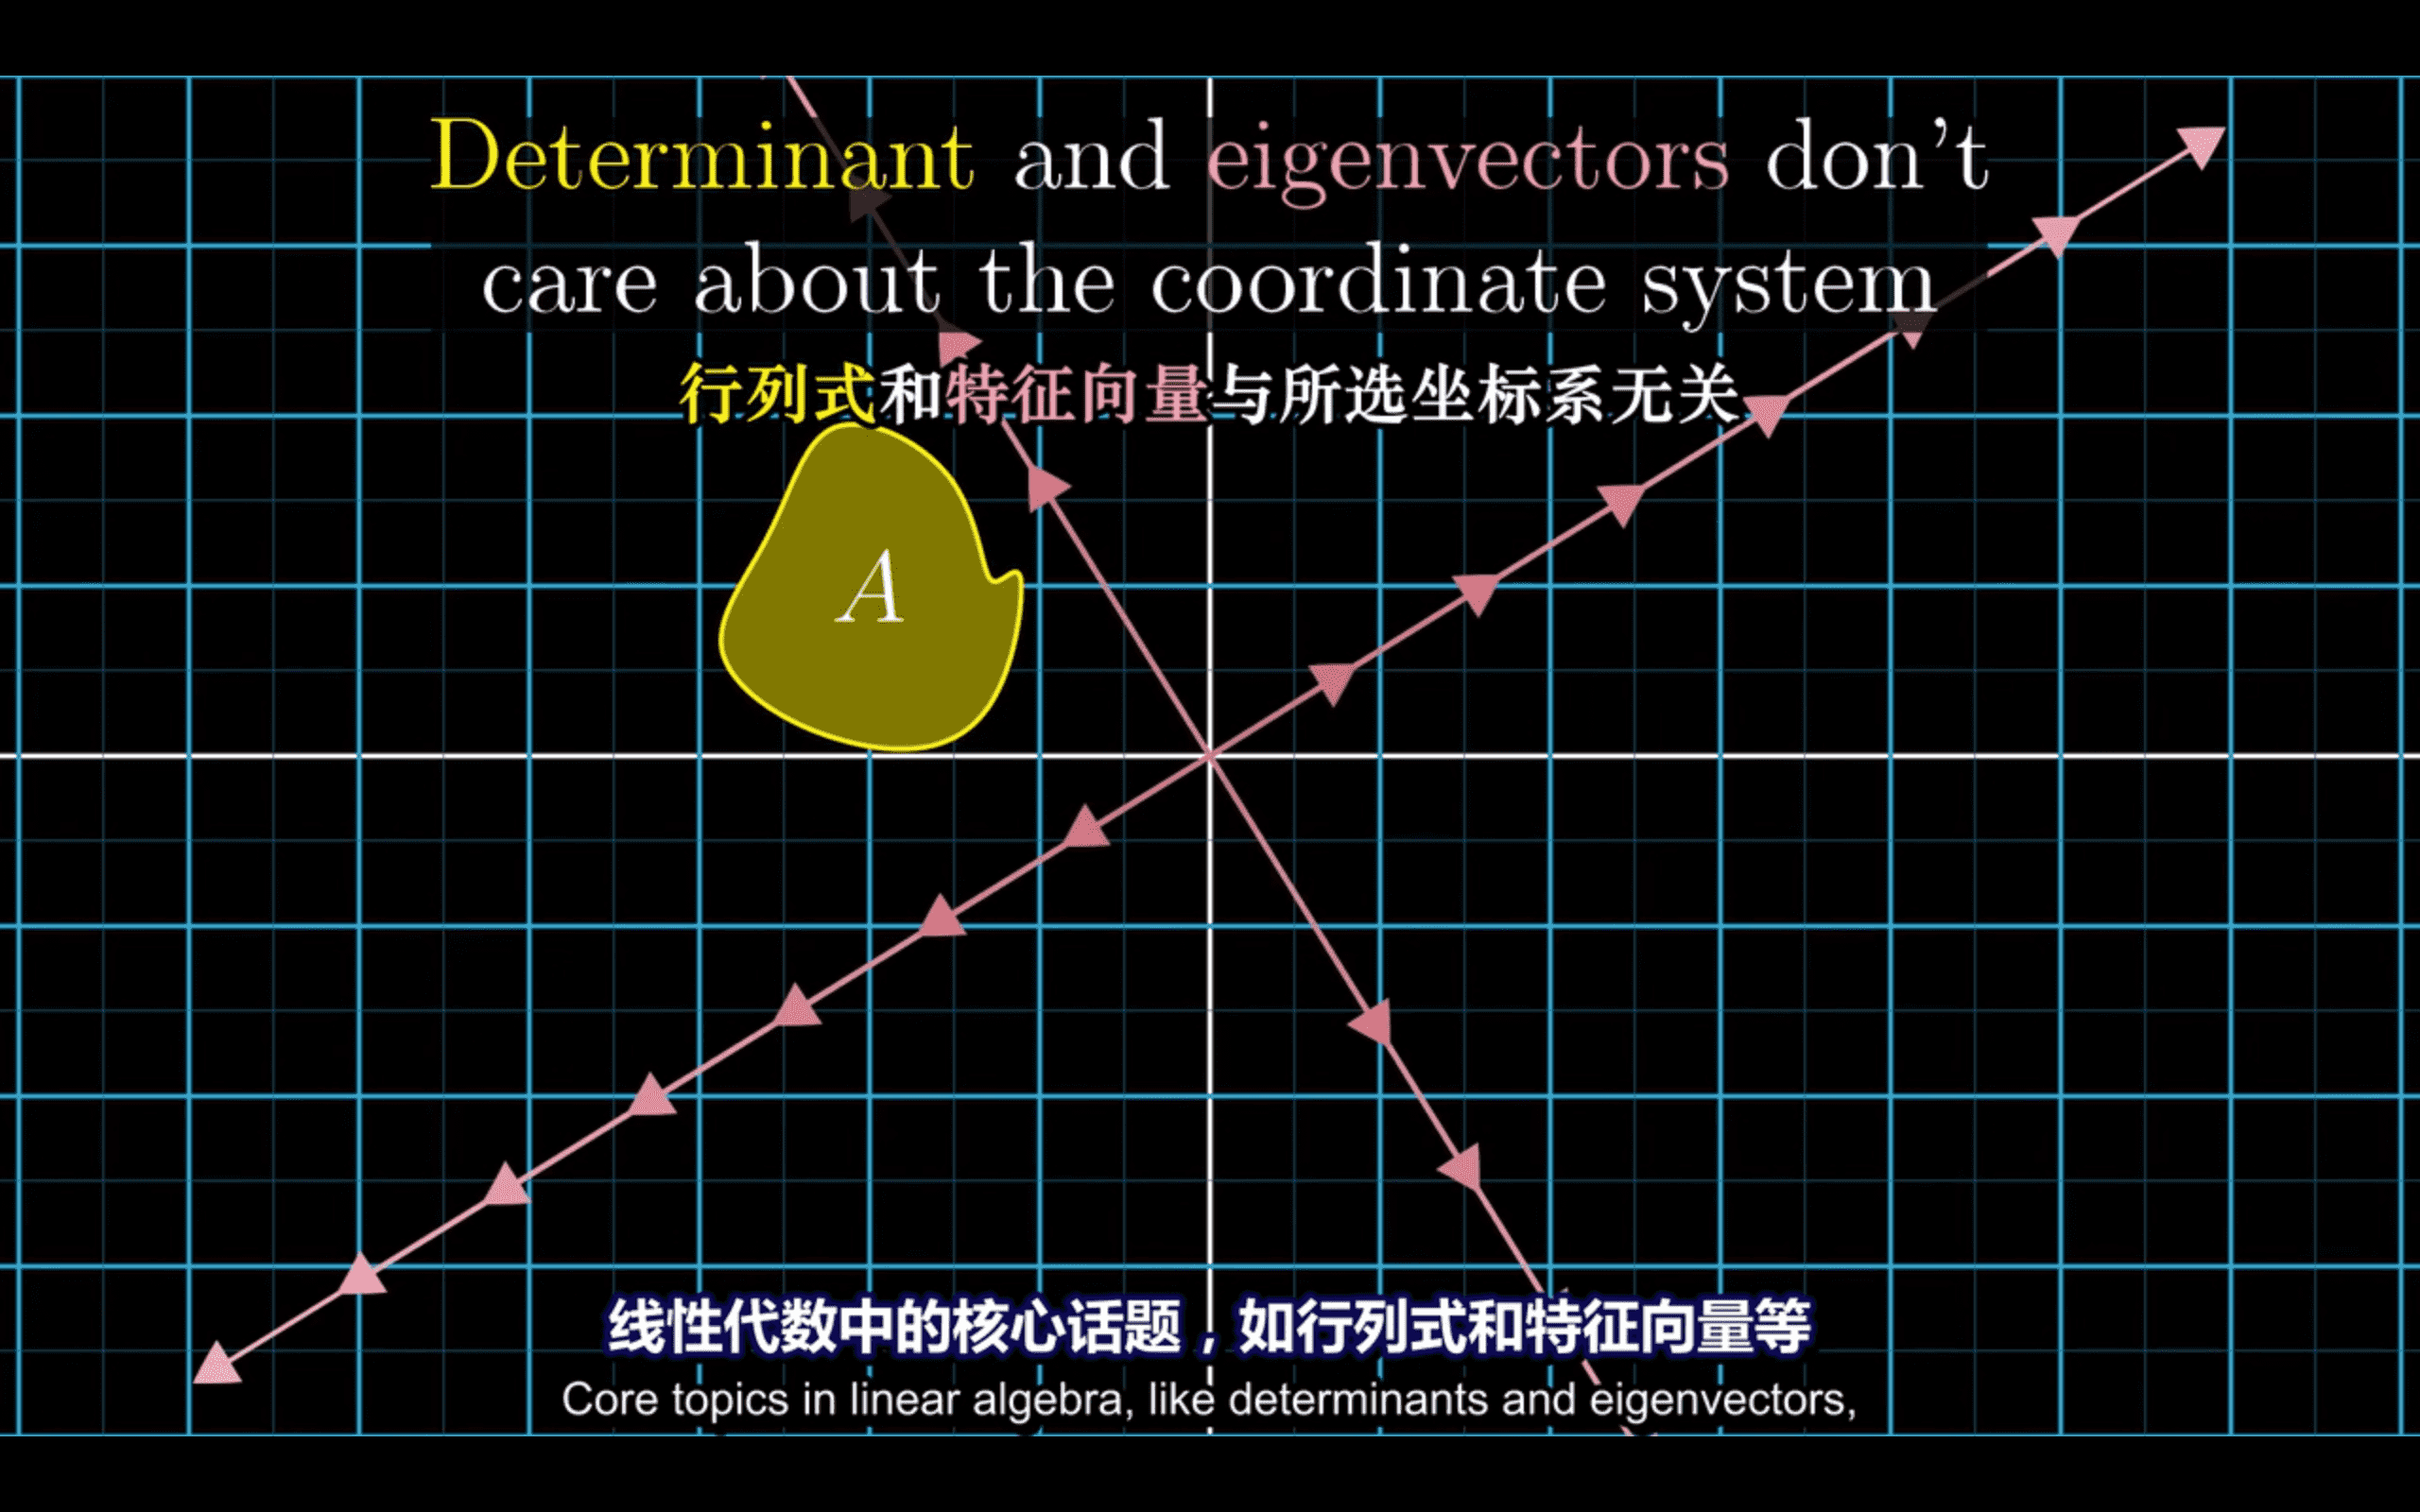 Determinant and eigenvectors don't
care about the coordinate system
行列式和特征向量与所选坐标系无关
A
线性代数中的核心话题，如行列式和特征向量等
Core topics in linear algebra, like determinants and eigenvectors,